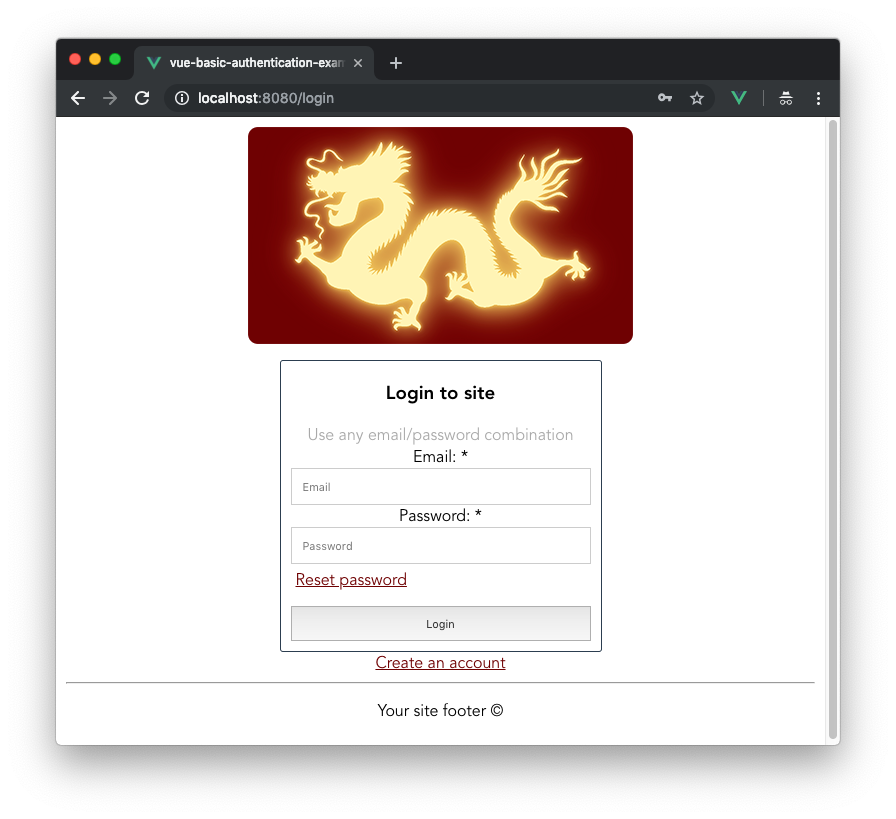 vue-basic-authentication-exam
localhost:8080/login
Login to site
Use any email/password combination
Email: *
Email
Password: *
Password
Reset password
Login
Create an account
Your site footer ©